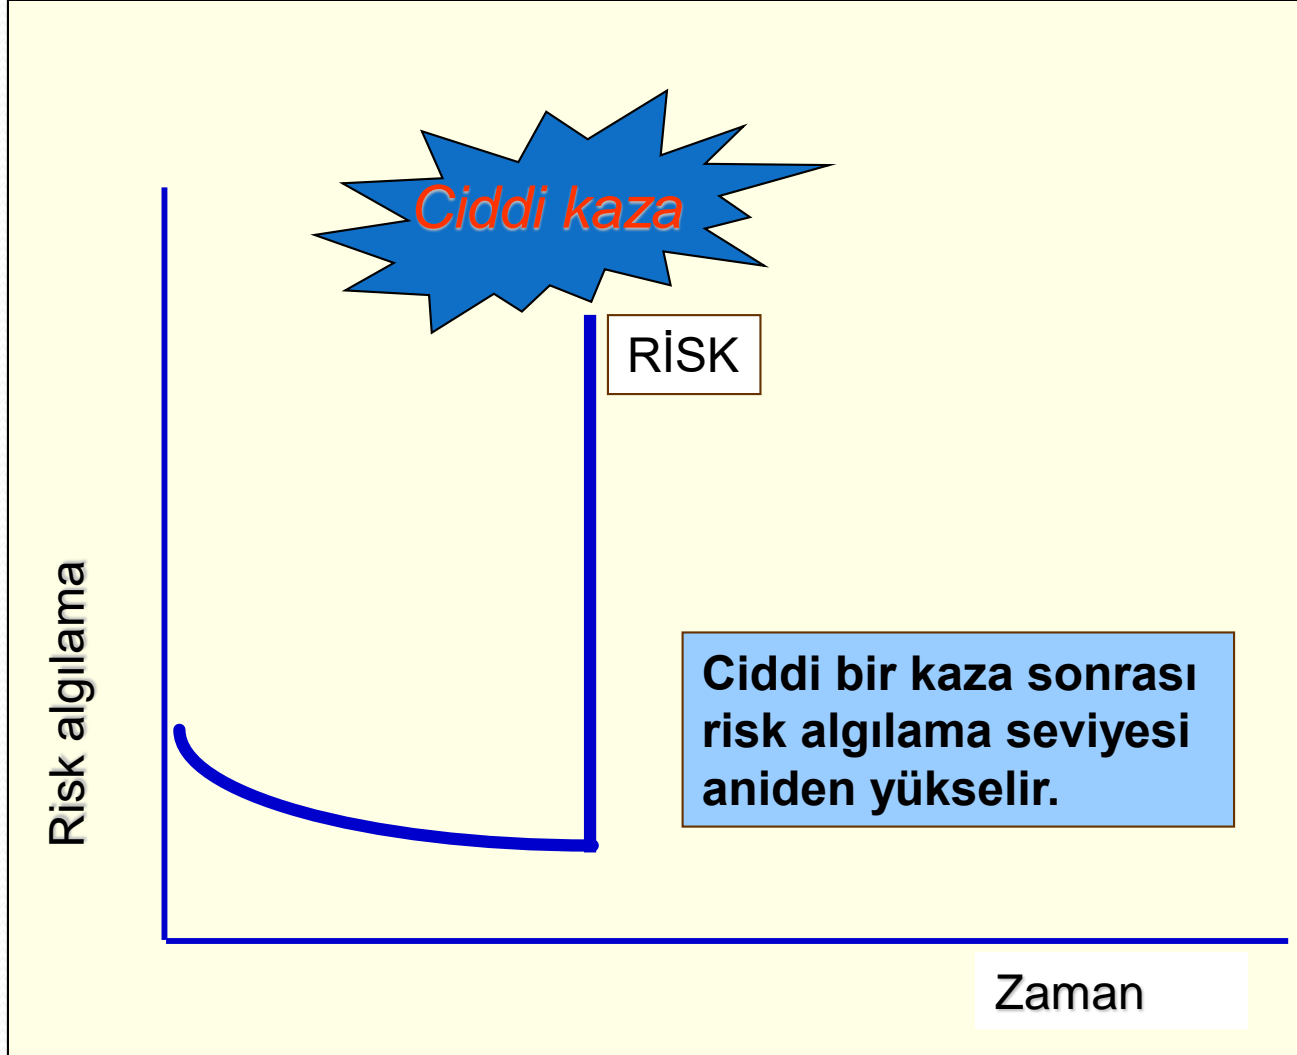 Ciddi kaza
RİSK
Risk algılama
Ciddi bir kaza sonrası
risk algılama seviyesi
aniden yükselir.
Zaman